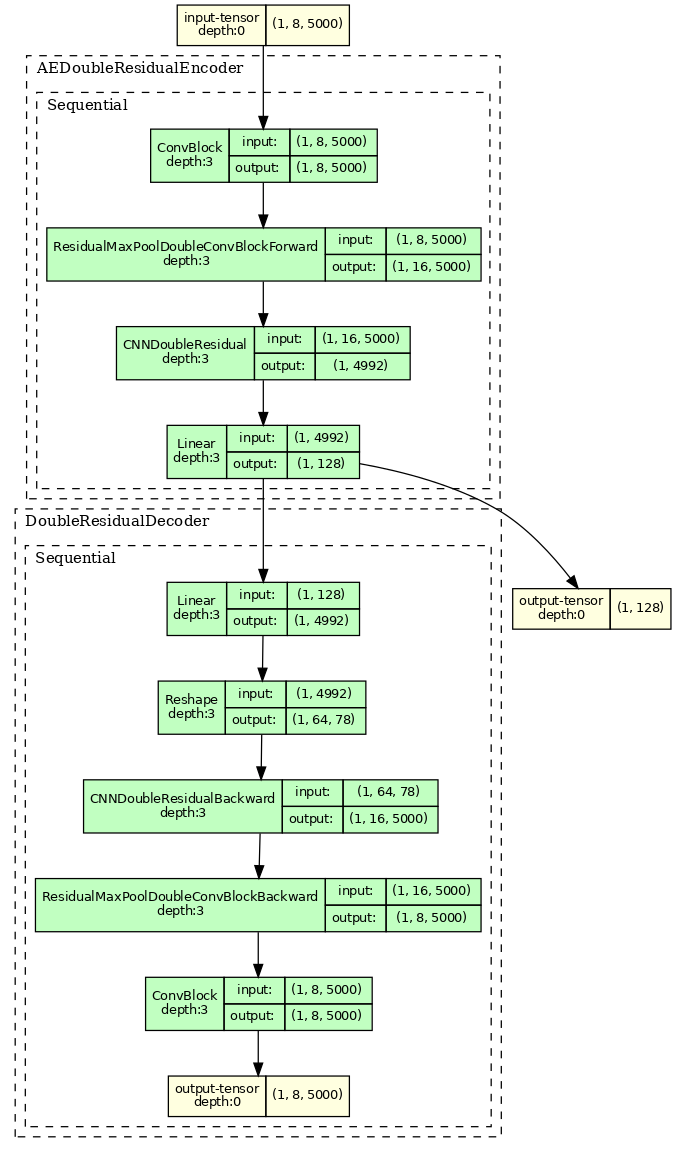 input-tensor
depth:0
(1, 8, 5000)
AEDoubleResidualEncoder
Sequential
ConvBlock
depth:3
input:
(1, 8, 5000)
output:
(1, 8, 5000)
ResidualMaxPoolDoubleConvBlockForward
depth:3
input:
(1, 8, 5000)
output:
(1, 16, 5000)
CNNDoubleResidual
depth:3
input:
(1, 16, 5000)
output:
(1, 4992)
Linear
depth:3
input:
(1, 4992)
output:
(1, 128)
DoubleResidualDecoder
Sequential
Linear
depth:3
input:
(1, 128)
output:
(1, 4992)
output-tensor
depth:0
(1, 128)
Reshape
depth:3
input:
(1, 4992)
output:
(1, 64, 78)
CNNDoubleResidualBackward
depth:3
input:
(1, 64, 78)
output:
(1, 16, 5000)
ResidualMaxPoolDoubleConvBlockBackward
depth:3
input:
(1, 16, 5000)
output:
(1, 8, 5000)
ConvBlock
depth:3
input:
(1, 8, 5000)
output:
(1, 8, 5000)
output-tensor
depth:0
(1, 8, 5000)